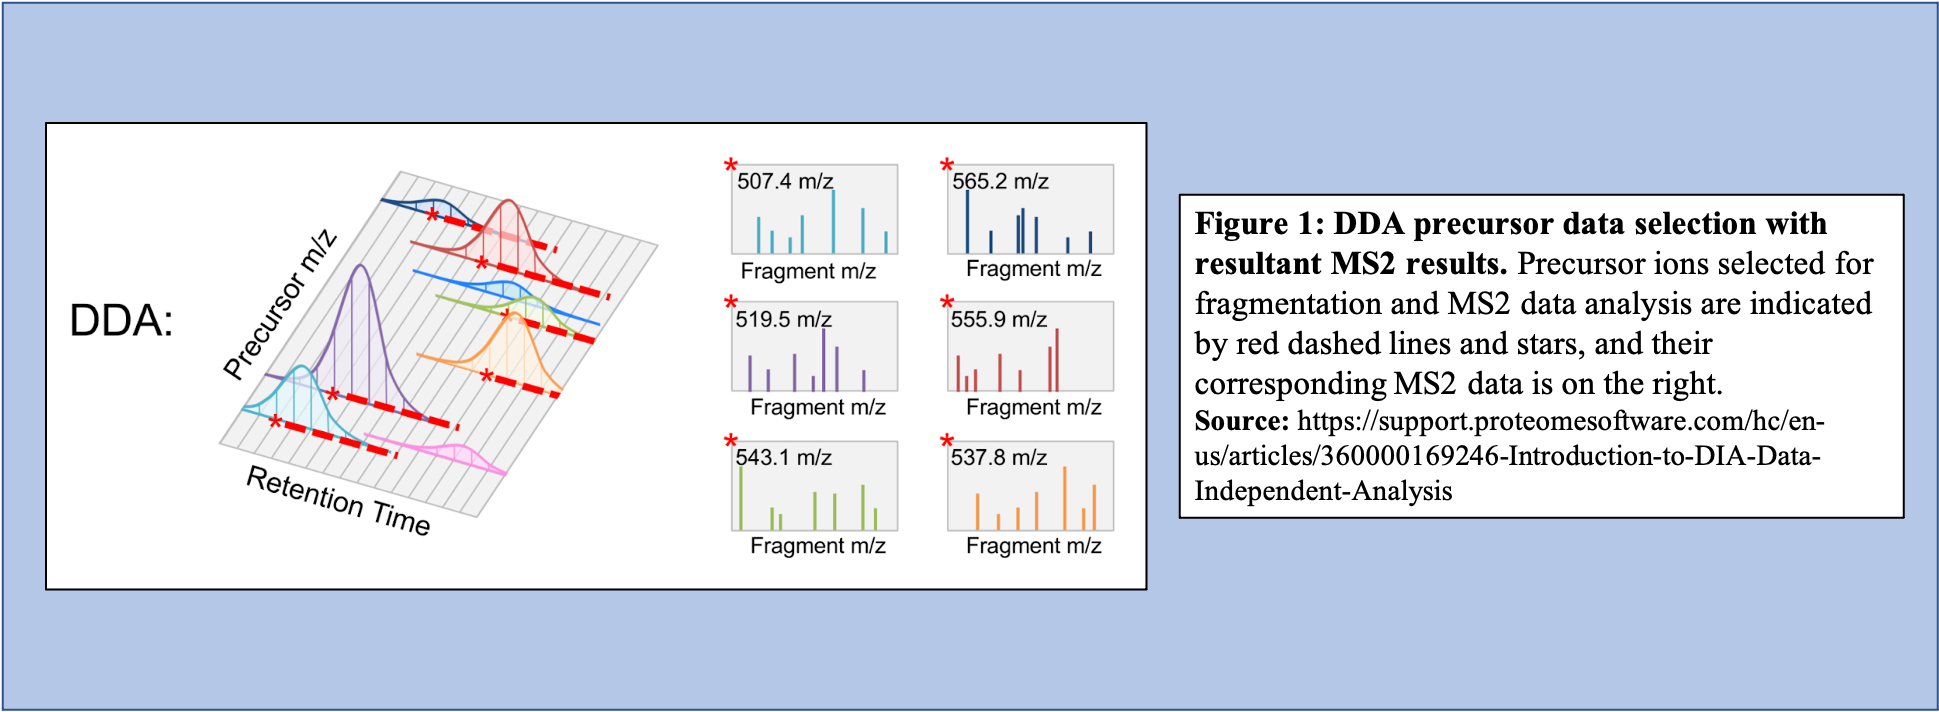 DDA:
Precursor m/z
Retention Time
* 507.4 m/z
Fragment m/z
* 565.2 m/z
Fragment m/z
* 519.5 m/z
Fragment m/z
* 555.9 m/z
Fragment m/z
* 543.1 m/z
Fragment m/z
* 537.8 m/z
Fragment m/z
Figure 1: DDA precursor data selection with
resultant MS2 results. Precursor ions selected for
fragmentation and MS2 data analysis are indicated
by red dashed lines and stars, and their
corresponding MS2 data is on the right.
Source: https://support.proteomesoftware.com/hc/en-
us/articles/360000169246-Introduction-to-DIA-Data-
Independent-Analysis